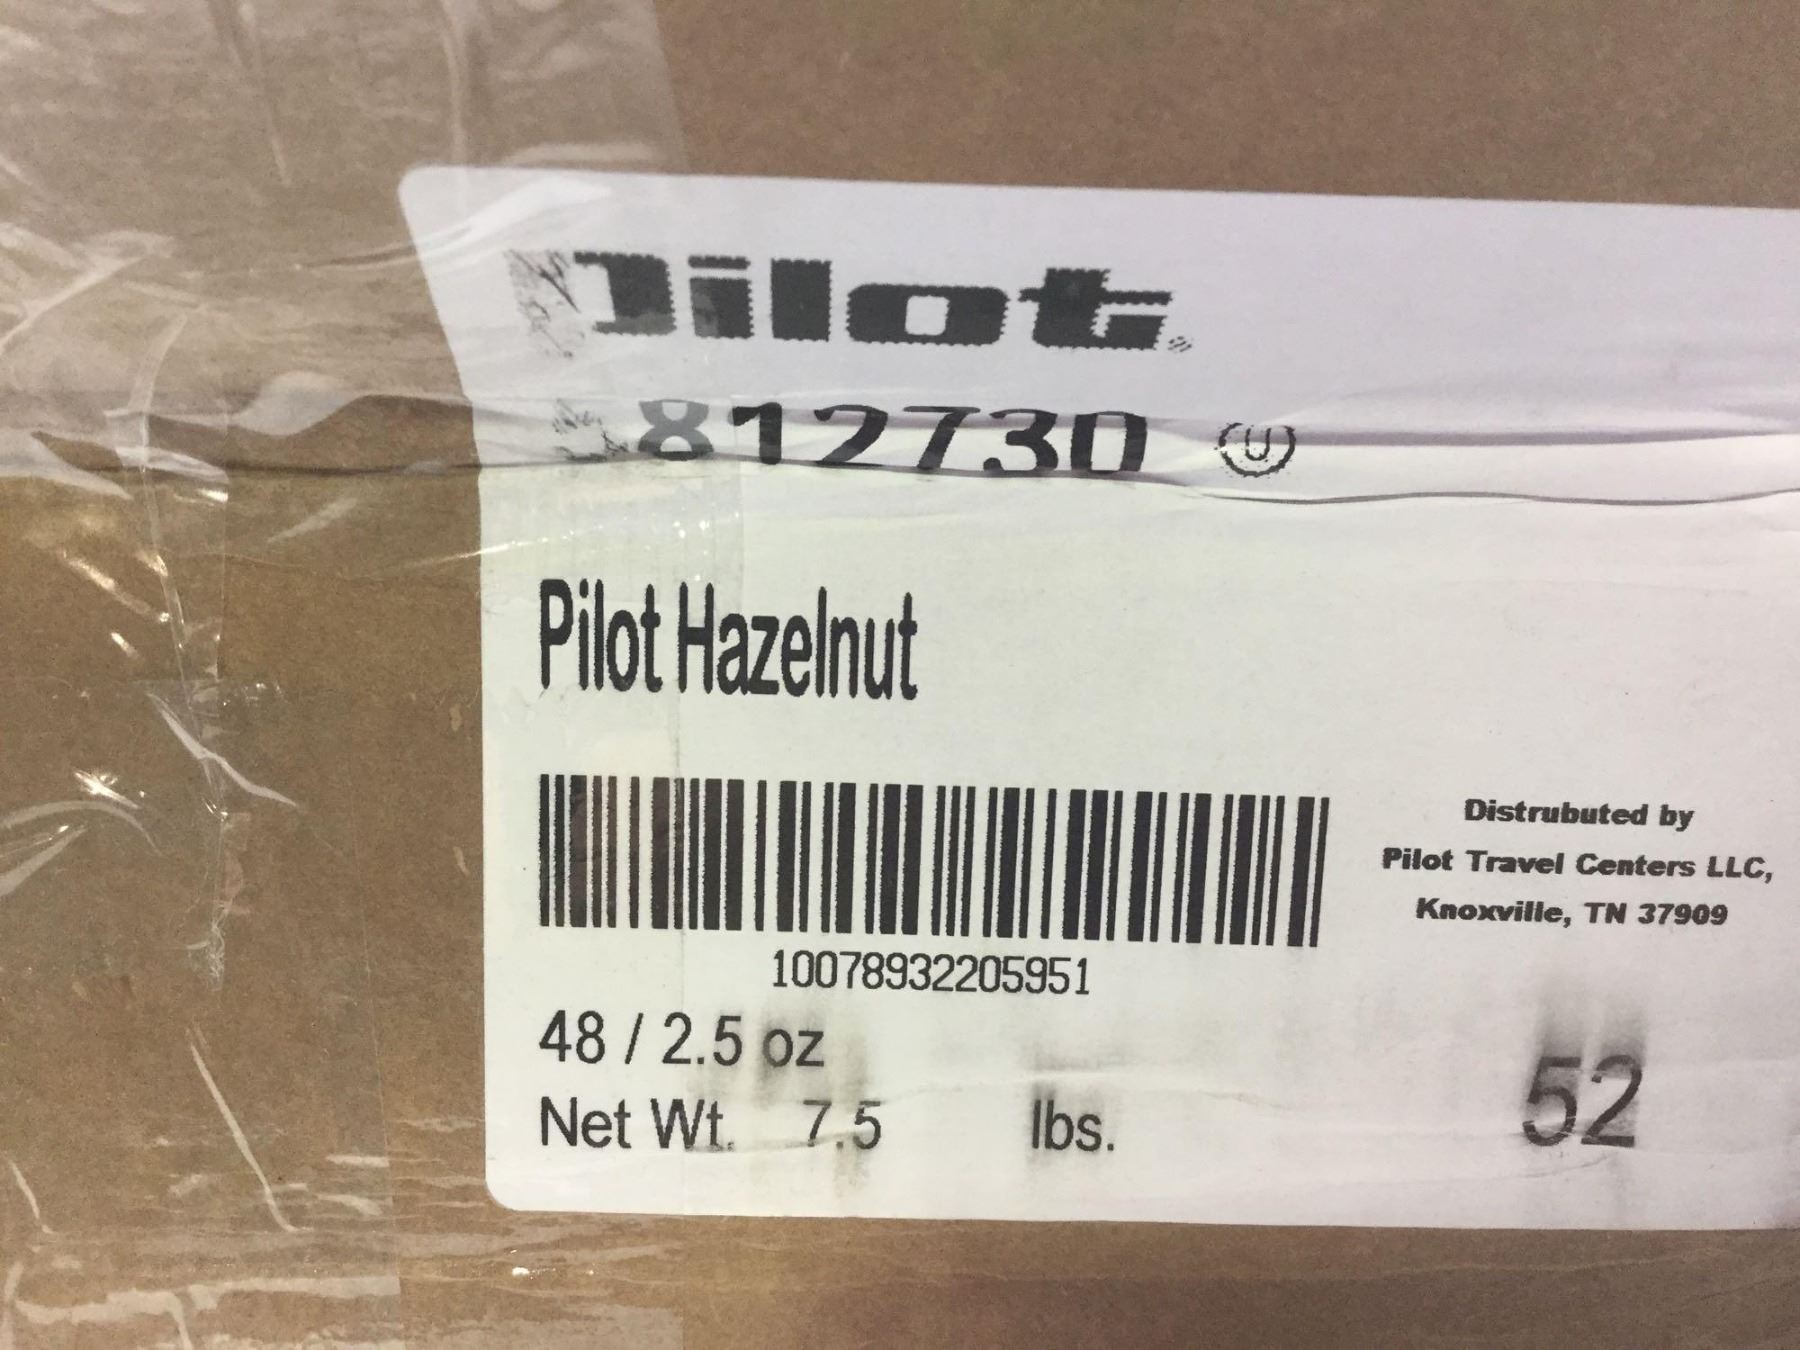 Pilot®
812730 Ⓤ
Pilot Hazelnut
10078932205951
Distrubuted by
Pilot Travel Centers LLC,
Knoxville, TN 37909
48 / 2.5 oz
Net Wt. 7.5 lbs.
52